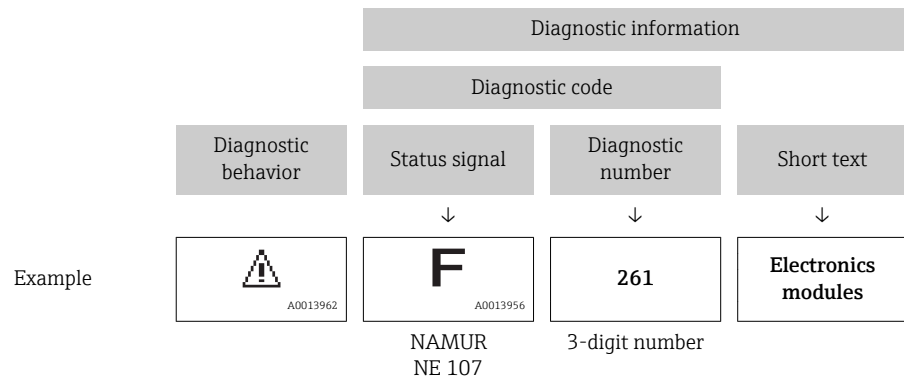 Diagnostic information
Diagnostic code
Diagnostic
behavior
Status signal
Diagnostic
number
Short text
↓ ↓ ↓
Example
A0013962
F
A0013956
261
Electronics
modules
NAMUR
NE 107
3-digit number